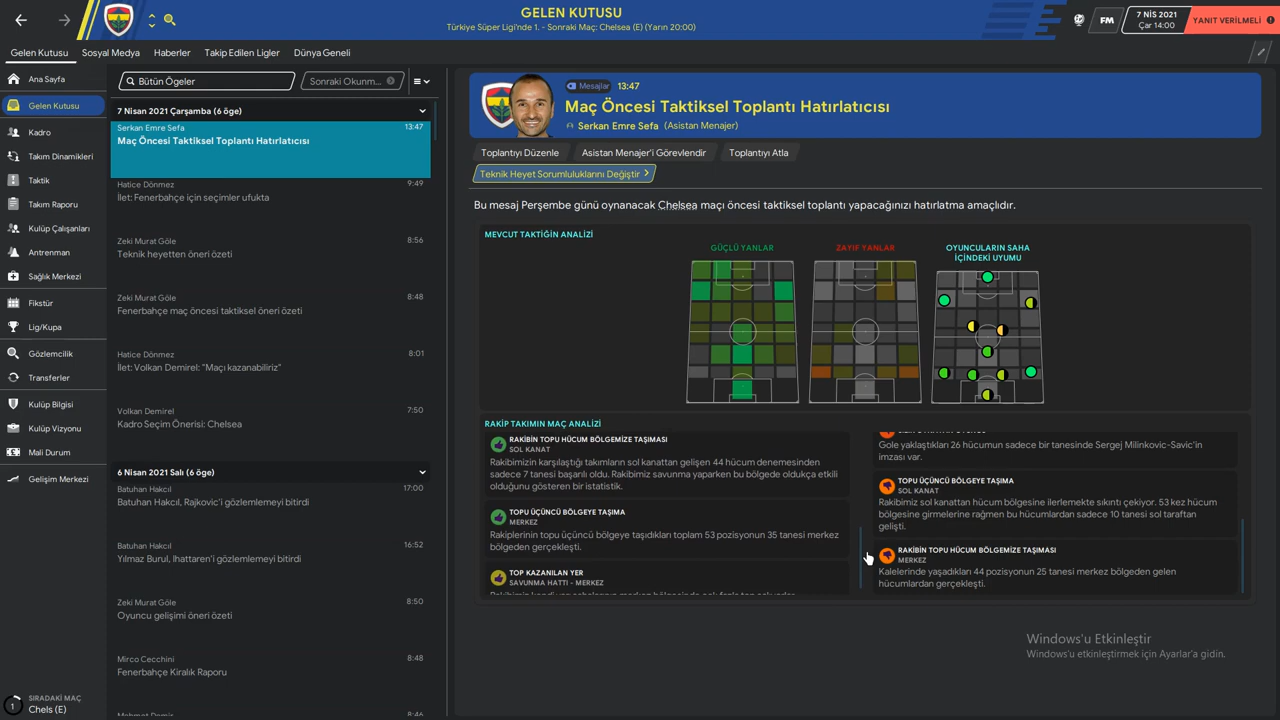 GELEN KUTUSU
Türkiye Süper Ligi'nde 1. - Sonraki Maç: Chelsea (E) (Yarın 20:00)
FM
7 NİS 2021
Çar 14:00
YANIT VERİLMELİ
Gelen Kutusu
Sosyal Medya
Haberler
Takip Edilen Ligler
Dünya Geneli
Ana Sayfa
Gelen Kutusu
Kadro
Takım Dinamikleri
Taktik
Takım Raporu
Kulüp Çalışanları
Antrenman
Sağlık Merkezi
Fikstür
Lig/Kupa
Gözlemcilik
Transferler
Kulüp Bilgisi
Kulüp Vizyonu
Mali Durum
Gelişim Merkezi
1
SIRADAKİ MAÇ
Chels (E)
Bütün Ögeler
Sonraki Okunm...
7 Nisan 2021 Çarşamba (6 öge)
Serkan Emre Sefa 13:47
Maç Öncesi Taktiksel Toplantı Hatırlatıcısı
Hatice Dönmez 9:49
İlet: Fenerbahçe için seçimler ufukta
Zeki Murat Göle 8:56
Teknik heyetten öneri özeti
Zeki Murat Göle 8:48
Fenerbahçe maç öncesi taktiksel öneri özeti
Hatice Dönmez 8:01
İlet: Volkan Demirel: "Maçı kazanabiliriz"
Volkan Demirel 7:50
Kadro Seçim Önerisi: Chelsea
6 Nisan 2021 Salı (6 öge)
Batuhan Hakcıl 17:00
Batuhan Hakcıl, Rajkovic'i gözlemlemeyi bitirdi
Batuhan Hakcıl 16:52
Yılmaz Burul, Ihattaren'i gözlemlemeyi bitirdi
Zeki Murat Göle 8:50
Oyuncu gelişimi öneri özeti
Mirco Cecchini 8:48
Fenerbahçe Kiralık Raporu
8:46
Mesajlar 13:47
Maç Öncesi Taktiksel Toplantı Hatırlatıcısı
Serkan Emre Sefa (Asistan Menajer)
Toplantıyı Düzenle
Asistan Menajer'i Görevlendir
Toplantıyı Atla
Teknik Heyet Sorumluluklarını Değiştir
Bu mesaj Perşembe günü oynanacak Chelsea maçı öncesi taktiksel toplantı yapacağınızı hatırlatma amaçlıdır.
MEVCUT TAKTİĞİN ANALİZİ
GÜÇLÜ YANLAR
ZAYIF YANLAR
OYUNCULARIN SAHA
İÇİNDEKİ UYUMU
RAKİP TAKIMIN MAÇ ANALİZİ
RAKİBİN TOPU HÜCUM BÖLGEMİZE TAŞIMASI
SOL KANAT
Rakibimizin karşılaştığı takımların sol kanattan gelişen 44 hücum denemesinden
sadece 7 tanesi başarılı oldu. Rakibimiz savunma yaparken bu bölgede oldukça etkili
olduğunu gösteren bir istatistik.
TOPU ÜÇÜNCÜ BÖLGEYE TAŞIMA
MERKEZ
Rakiplerinin topu üçüncü bölgeye taşıdıkları toplam 53 pozisyonun 35 tanesi merkez
bölgeden gerçekleşti.
TOP KAZANILAN YER
SAVUNMA HATTI - MERKEZ
Gole yaklaştıkları 26 hücumun sadece bir tanesinde Sergej Milinkovic-Savic'in
imzası var.
TOPU ÜÇÜNCÜ BÖLGEYE TAŞIMA
SOL KANAT
Rakibimiz sol kanattan hücum bölgesine ilerlemekte sıkıntı çekiyor. 53 kez hücum
bölgesine girmelerine rağmen bu hücumlardan sadece 10 tanesi sol taraftan
gelişti.
RAKİBİN TOPU HÜCUM BÖLGEMİZE TAŞIMASI
MERKEZ
Kalelerinde yaşadıkları 44 pozisyonun 25 tanesi merkez bölgeden gelen
hücumlardan gerçekleşti.
Windows'u Etkinleştir
Windows'u etkinleştirmek için Ayarlar'a gidin.